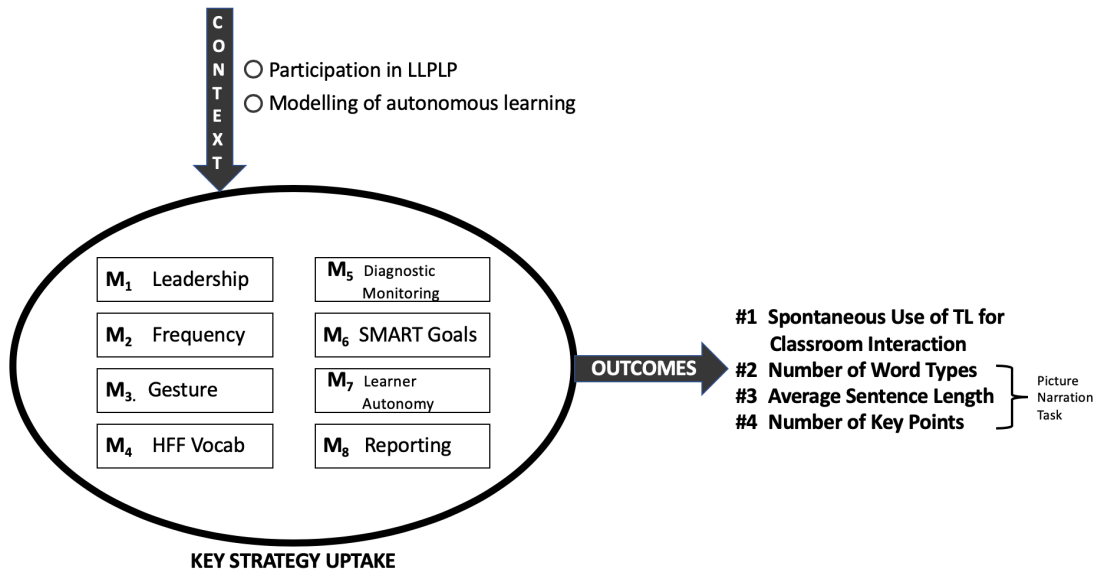 CONTEXT
Participation in LLPLP
Modelling of autonomous learning
M1 Leadership
M2 Frequency
M3. Gesture
M4 HFF Vocab
M5 Diagnostic
Monitoring
M6 SMART Goals
M7 Learner
Autonomy
M8 Reporting
KEY STRATEGY UPTAKE
OUTCOMES
#1 Spontaneous Use of TL for
Classroom Interaction
#2 Number of Word Types
#3 Average Sentence Length
#4 Number of Key Points
Picture
Narration
Task